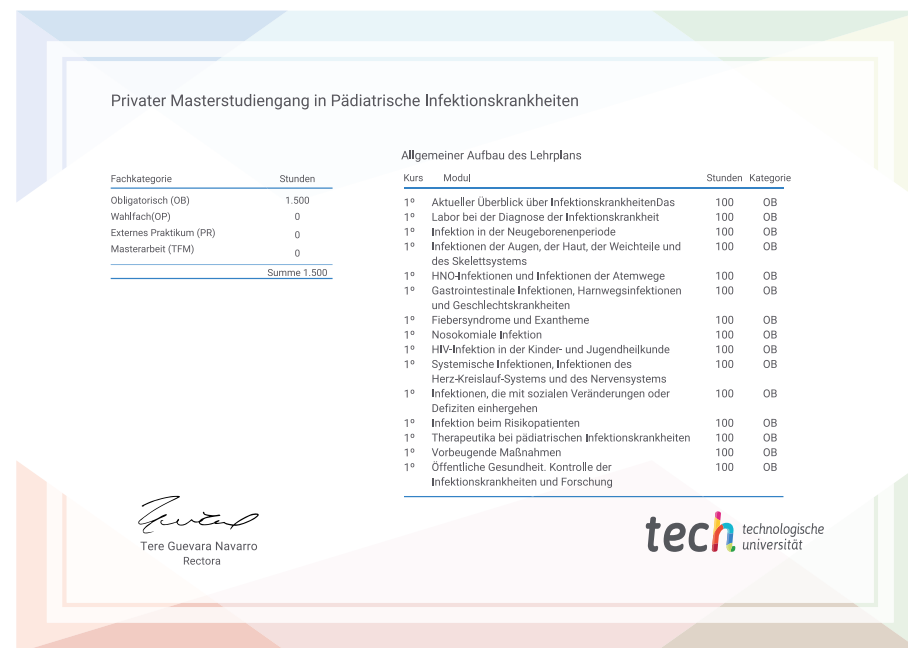 Privater Masterstudiengang in Pädiatrische Infektionskrankheiten
Fachkategorie Stunden
Obligatorisch (OB) 1.500
Wahlfach(OP) 0
Externes Praktikum (PR) 0
Masterarbeit (TFM) 0
Summe 1.500
Allgemeiner Aufbau des Lehrplans
Kurs Modul Stunden Kategorie
1º Aktueller Überblick über InfektionskrankheitenDas 100 OB
1º Labor bei der Diagnose der Infektionskrankheit 100 OB
1º Infektion in der Neugeborenenperiode 100 OB
1º Infektionen der Augen, der Haut, der Weichteile und 100 OB
des Skelettsystems
1º HNO-Infektionen und Infektionen der Atemwege 100 OB
1º Gastrointestinale Infektionen, Harnwegsinfektionen 100 OB
und Geschlechtskrankheiten
1º Fiebersyndrome und Exantheme 100 OB
1º Nosokomiale Infektion 100 OB
1º HIV-Infektion in der Kinder- und Jugendheilkunde 100 OB
1º Systemische Infektionen, Infektionen des 100 OB
Herz-Kreislauf-Systems und des Nervensystems
1º Infektionen, die mit sozialen Veränderungen oder 100 OB
Defiziten einhergehen
1º Infektion beim Risikopatienten 100 OB
1º Therapeutika bei pädiatrischen Infektionskrankheiten 100 OB
1º Vorbeugende Maßnahmen 100 OB
1º Öffentliche Gesundheit. Kontrolle der 100 OB
Infektionskrankheiten und Forschung
Tere Guevara Navarro
Rectora
tech technologische
universität